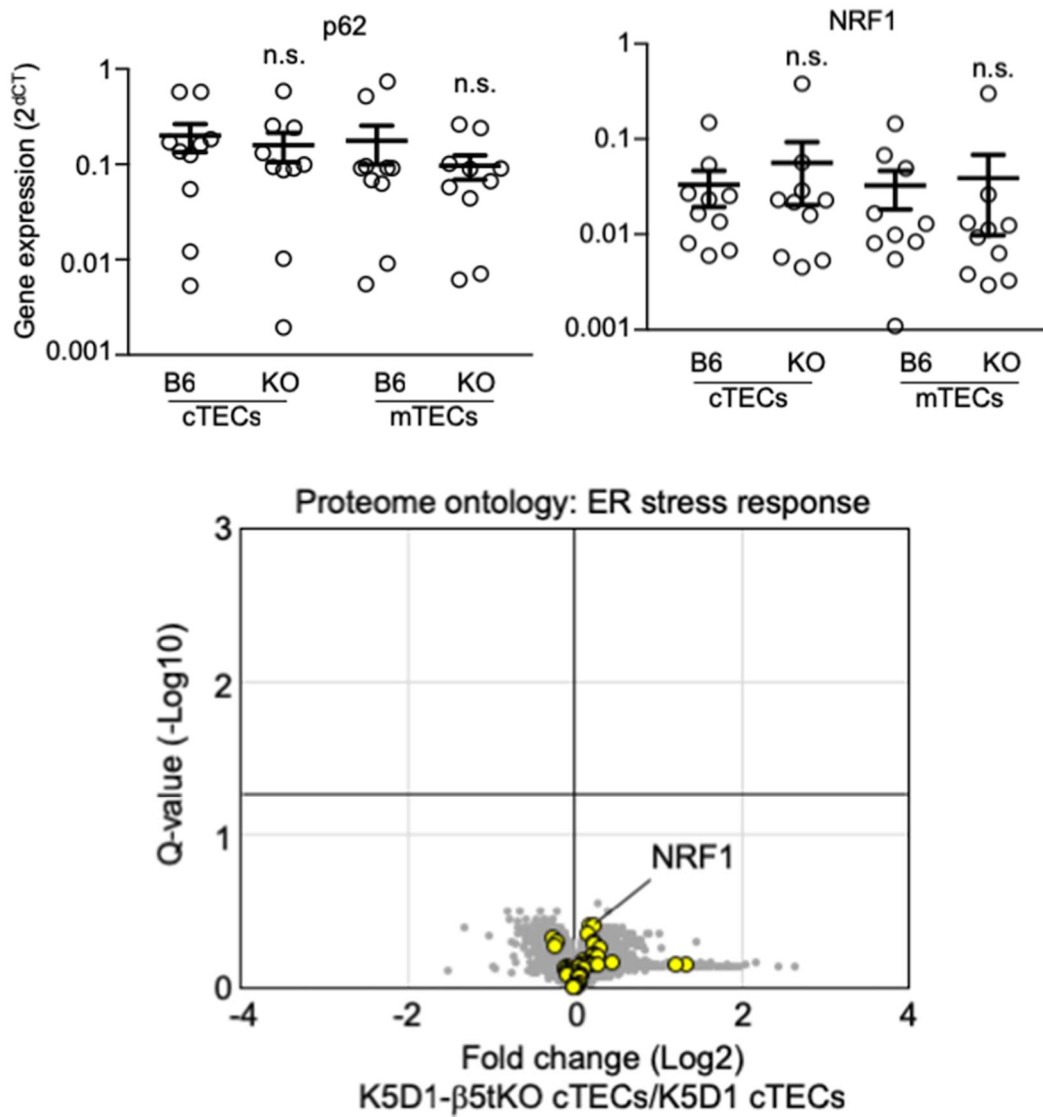 p62
n.s.
n.s.
Gene expression (2^dCT)
1
0.1
0.01
0.001
B6 KO B6 KO
cTECs mTECs
NRF1
n.s.
n.s.
1
0.1
0.01
0.001
B6 KO B6 KO
cTECs mTECs
Proteome ontology: ER stress response
Q-value (-Log10)
3
2
1
0
NRF1
-4 -2 0 2 4
Fold change (Log2)
K5D1-β5tKO cTECs/K5D1 cTECs